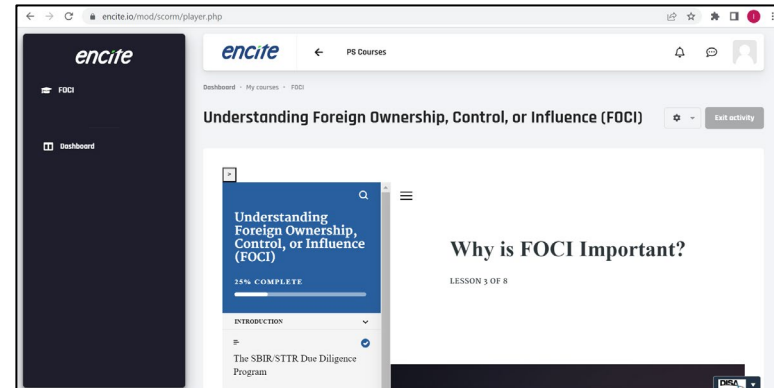 encite.io/mod/scorm/player.php
I
encite
FOCI
Dashboard
encite
PS Courses
Dashboard · My courses · FOCI
Understanding Foreign Ownership, Control, or Influence (FOCI)
Exit activity
>
Understanding
Foreign Ownership,
Control, or Influence
(FOCI)
25% COMPLETE
INTRODUCTION
The SBIR/STTR Due Diligence
Program
Why is FOCI Important?
LESSON 3 OF 8
DISA